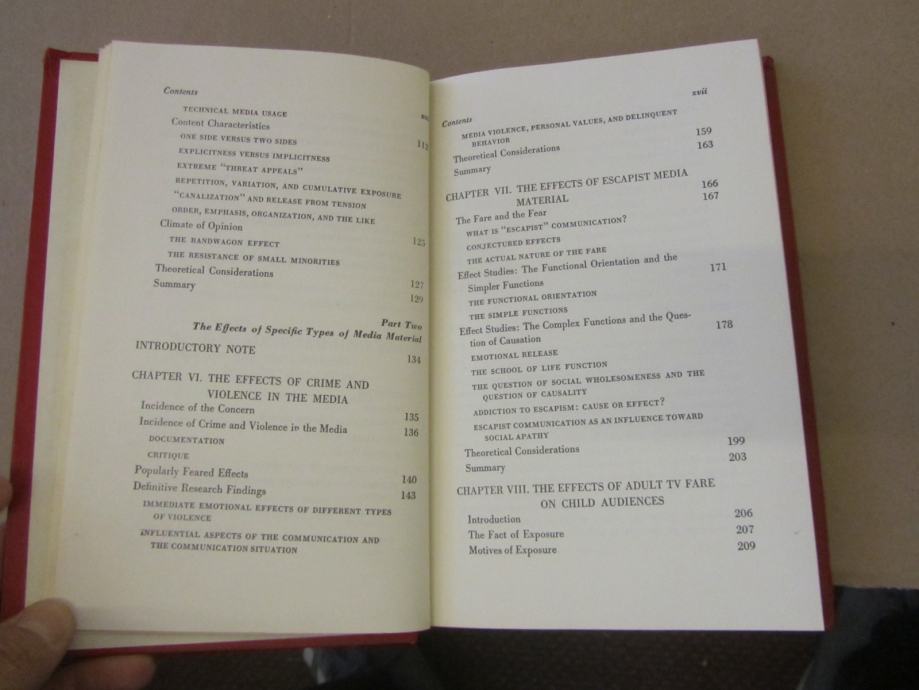 Contents
TECHNICAL MEDIA USAGE
Content Characteristics 112
ONE SIDE VERSUS TWO SIDES
EXPLICITNESS VERSUS IMPLICITNESS
EXTREME "THREAT APPEALS"
REPETITION, VARIATION, AND CUMULATIVE EXPOSURE
"CANALIZATION" AND RELEASE FROM TENSION
ORDER, EMPHASIS, ORGANIZATION, AND THE LIKE
Climate of Opinion 125
THE BANDWAGON EFFECT
THE RESISTANCE OF SMALL MINORITIES
Theoretical Considerations 127
Summary 129
Part Two
The Effects of Specific Types of Media Material
INTRODUCTORY NOTE 134
CHAPTER VI. THE EFFECTS OF CRIME AND
VIOLENCE IN THE MEDIA
Incidence of the Concern 135
Incidence of Crime and Violence in the Media 136
DOCUMENTATION
CRITIQUE
Popularly Feared Effects 140
Definitive Research Findings 143
IMMEDIATE EMOTIONAL EFFECTS OF DIFFERENT TYPES
OF VIOLENCE
INFLUENTIAL ASPECTS OF THE COMMUNICATION AND
THE COMMUNICATION SITUATION
Contents xvii
MEDIA VIOLENCE, PERSONAL VALUES, AND DELINQUENT
BEHAVIOR
Theoretical Considerations 159
Summary 163
CHAPTER VII. THE EFFECTS OF ESCAPIST MEDIA
MATERIAL 166
The Fare and the Fear 167
WHAT IS "ESCAPIST" COMMUNICATION?
CONJECTURED EFFECTS
THE ACTUAL NATURE OF THE FARE
Effect Studies: The Functional Orientation and the
Simpler Functions 171
THE FUNCTIONAL ORIENTATION
THE SIMPLE FUNCTIONS
Effect Studies: The Complex Functions and the Ques-
tion of Causation 178
EMOTIONAL RELEASE
THE SCHOOL OF LIFE FUNCTION
THE QUESTION OF SOCIAL WHOLESOMENESS AND THE
QUESTION OF CAUSALITY
ADDICTION TO ESCAPISM: CAUSE OR EFFECT?
ESCAPIST COMMUNICATION AS AN INFLUENCE TOWARD
SOCIAL APATHY
Theoretical Considerations 199
Summary 203
CHAPTER VIII. THE EFFECTS OF ADULT TV FARE
ON CHILD AUDIENCES
Introduction 206
The Fact of Exposure 207
Motives of Exposure 209